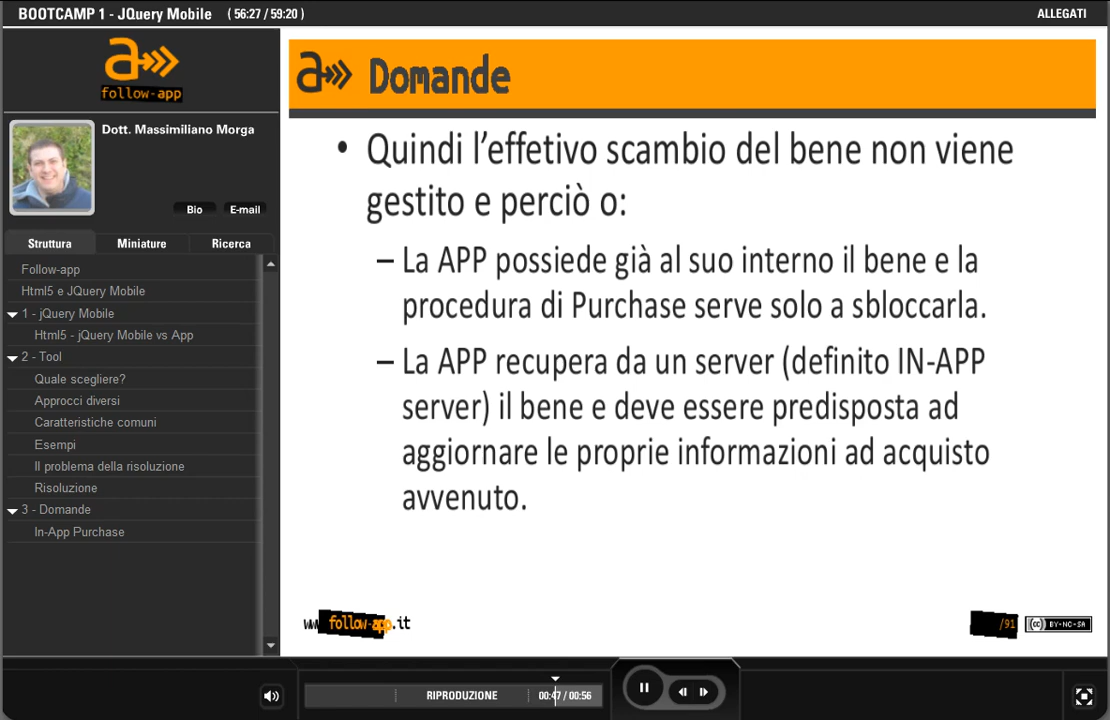 BOOTCAMP 1 - JQuery Mobile ( 56:27 / 59:20 )
ALLEGATI
a
follow-app
Dott. Massimiliano Morga
Bio E-mail
Struttura Miniature Ricerca
Follow-app
Html5 e JQuery Mobile
1 - jQuery Mobile
Html5 - jQuery Mobile vs App
2 - Tool
Quale scegliere?
Approcci diversi
Caratteristiche comuni
Esempi
Il problema della risoluzione
Risoluzione
3 - Domande
In-App Purchase
a Domande
• Quindi l'effetivo scambio del bene non viene
gestito e perciò o:
– La APP possiede già al suo interno il bene e la
procedura di Purchase serve solo a sbloccarla.
– La APP recupera da un server (definito IN-APP
server) il bene e deve essere predisposta ad
aggiornare le proprie informazioni ad acquisto
avvenuto.
www.follow-app.it
/91
cc BY-NC-SA
RIPRODUZIONE
00:47 / 00:56